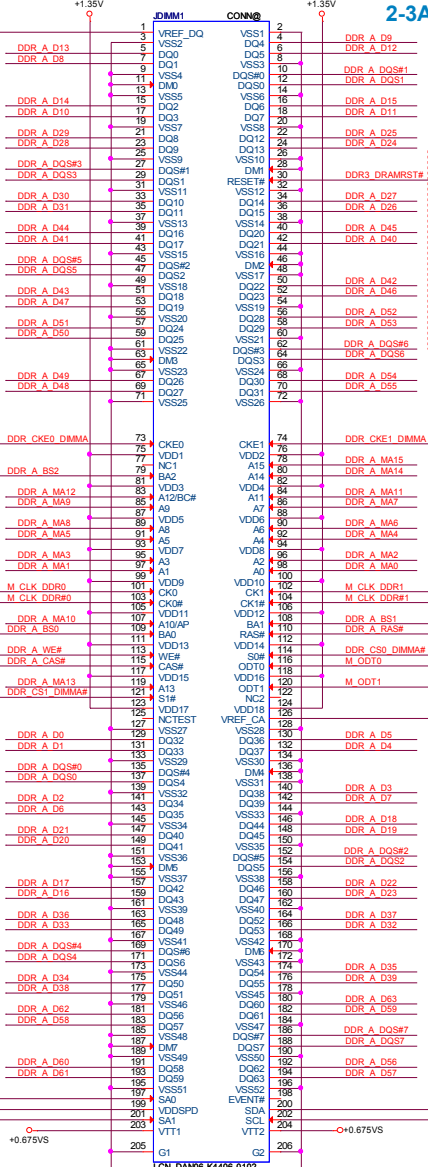 +1.35V +1.35V 2-3A
JDIMM1 CONN@
1 VREF_DQ VSS1 2
3 VSS2 DQ4 4 DDR_A_D9
DDR_A_D13 5 DQ0 DQ5 6 DDR_A_D12
DDR_A_D8 7 DQ1 VSS3 8
9 VSS4 DQS#0 10 DDR_A_DQS#1
11 DM0 DQS0 12 DDR_A_DQS1
13 VSS5 VSS6 14
DDR_A_D14 15 DQ2 DQ6 16 DDR_A_D15
DDR_A_D10 17 DQ3 DQ7 18 DDR_A_D11
19 VSS7 VSS8 20
DDR_A_D29 21 DQ8 DQ12 22 DDR_A_D25
DDR_A_D28 23 DQ9 DQ13 24 DDR_A_D24
25 VSS9 VSS10 26
DDR_A_DQS#3 27 DQS#1 DM1 28
DDR_A_DQS3 29 DQS1 RESET# 30 DDR3_DRAMRST#
31 VSS11 VSS12 32
DDR_A_D30 33 DQ10 DQ14 34 DDR_A_D27
DDR_A_D31 35 DQ11 DQ15 36 DDR_A_D26
37 VSS13 VSS14 38
DDR_A_D44 39 DQ16 DQ20 40 DDR_A_D45
DDR_A_D41 41 DQ17 DQ21 42 DDR_A_D40
43 VSS15 VSS16 44
DDR_A_DQS#5 45 DQS#2 DM2 46
DDR_A_DQS5 47 DQS2 VSS17 48
49 VSS18 DQ22 50 DDR_A_D42
DDR_A_D43 51 DQ18 DQ23 52 DDR_A_D46
DDR_A_D47 53 DQ19 VSS19 54
55 VSS20 DQ28 56 DDR_A_D52
DDR_A_D51 57 DQ24 DQ29 58 DDR_A_D53
DDR_A_D50 59 DQ25 VSS21 60
61 VSS22 DQS#3 62 DDR_A_DQS#6
63 DM3 DQS3 64 DDR_A_DQS6
65 VSS23 VSS24 66
DDR_A_D49 67 DQ26 DQ30 68 DDR_A_D54
DDR_A_D48 69 DQ27 DQ31 70 DDR_A_D55
71 VSS25 VSS26 72
DDR_CKE0_DIMMA 73 CKE0 CKE1 74 DDR_CKE1_DIMMA
75 VDD1 VDD2 76
77 NC1 A15 78 DDR_A_MA15
DDR_A_BS2 79 BA2 A14 80 DDR_A_MA14
81 VDD3 VDD4 82
DDR_A_MA12 83 A12/BC# A11 84 DDR_A_MA11
DDR_A_MA9 85 A9 A7 86 DDR_A_MA7
87 VDD5 VDD6 88
DDR_A_MA8 89 A8 A6 90 DDR_A_MA6
DDR_A_MA5 91 A5 A4 92 DDR_A_MA4
93 VDD7 VDD8 94
DDR_A_MA3 95 A3 A2 96 DDR_A_MA2
DDR_A_MA1 97 A1 A0 98 DDR_A_MA0
99 VDD9 VDD10 100
M_CLK_DDR0 101 CK0 CK1 102 M_CLK_DDR1
M_CLK_DDR#0 103 CK0# CK1# 104 M_CLK_DDR#1
105 VDD11 VDD12 106
DDR_A_MA10 107 A10/AP BA1 108 DDR_A_BS1
DDR_A_BS0 109 BA0 RAS# 110 DDR_A_RAS#
111 VDD13 VDD14 112
DDR_A_WE# 113 WE# S0# 114 DDR_CS0_DIMMA#
DDR_A_CAS# 115 CAS# ODT0 116 M_ODT0
117 VDD15 VDD16 118
DDR_A_MA13 119 A13 ODT1 120 M_ODT1
DDR_CS1_DIMMA# 121 S1# NC2 122
123 VDD17 VDD18 124
125 NCTEST VREF_CA 126
127 VSS27 VSS28 128
DDR_A_D0 129 DQ32 DQ36 130 DDR_A_D5
DDR_A_D1 131 DQ33 DQ37 132 DDR_A_D4
133 VSS29 VSS30 134
DDR_A_DQS#0 135 DQS#4 DM4 136
DDR_A_DQS0 137 DQS4 VSS31 138
139 VSS32 DQ38 140 DDR_A_D3
DDR_A_D2 141 DQ34 DQ39 142 DDR_A_D7
DDR_A_D6 143 DQ35 VSS33 144
145 VSS34 DQ44 146 DDR_A_D18
DDR_A_D21 147 DQ40 DQ45 148 DDR_A_D19
DDR_A_D20 149 DQ41 VSS35 150
151 VSS36 DQS#5 152 DDR_A_DQS#2
153 DM5 DQS5 154 DDR_A_DQS2
155 VSS37 VSS38 156
DDR_A_D17 157 DQ42 DQ46 158 DDR_A_D22
DDR_A_D16 159 DQ43 DQ47 160 DDR_A_D23
161 VSS39 VSS40 162
DDR_A_D36 163 DQ48 DQ52 164 DDR_A_D37
DDR_A_D33 165 DQ49 DQ53 166 DDR_A_D32
167 VSS41 VSS42 168
DDR_A_DQS#4 169 DQS#6 DM6 170
DDR_A_DQS4 171 DQS6 VSS43 172
173 VSS44 DQ54 174 DDR_A_D35
DDR_A_D34 175 DQ50 DQ55 176 DDR_A_D39
DDR_A_D38 177 DQ51 VSS45 178
179 VSS46 DQ60 180 DDR_A_D63
DDR_A_D62 181 DQ56 DQ61 182 DDR_A_D59
DDR_A_D58 183 DQ57 VSS47 184
185 VSS48 DQS#7 186 DDR_A_DQS#7
187 DM7 DQS7 188 DDR_A_DQS7
189 VSS49 VSS50 190
DDR_A_D60 191 DQ58 DQ62 192 DDR_A_D56
DDR_A_D61 193 DQ59 DQ63 194 DDR_A_D57
195 VSS51 VSS52 196
197 SA0 EVENT# 198
199 VDDSPD SDA 200
201 SA1 SCL 202
+0.675VS 203 VTT1 VTT2 204 +0.675VS
205 G1 G2 206
LCN_DAN06-K4406-0102